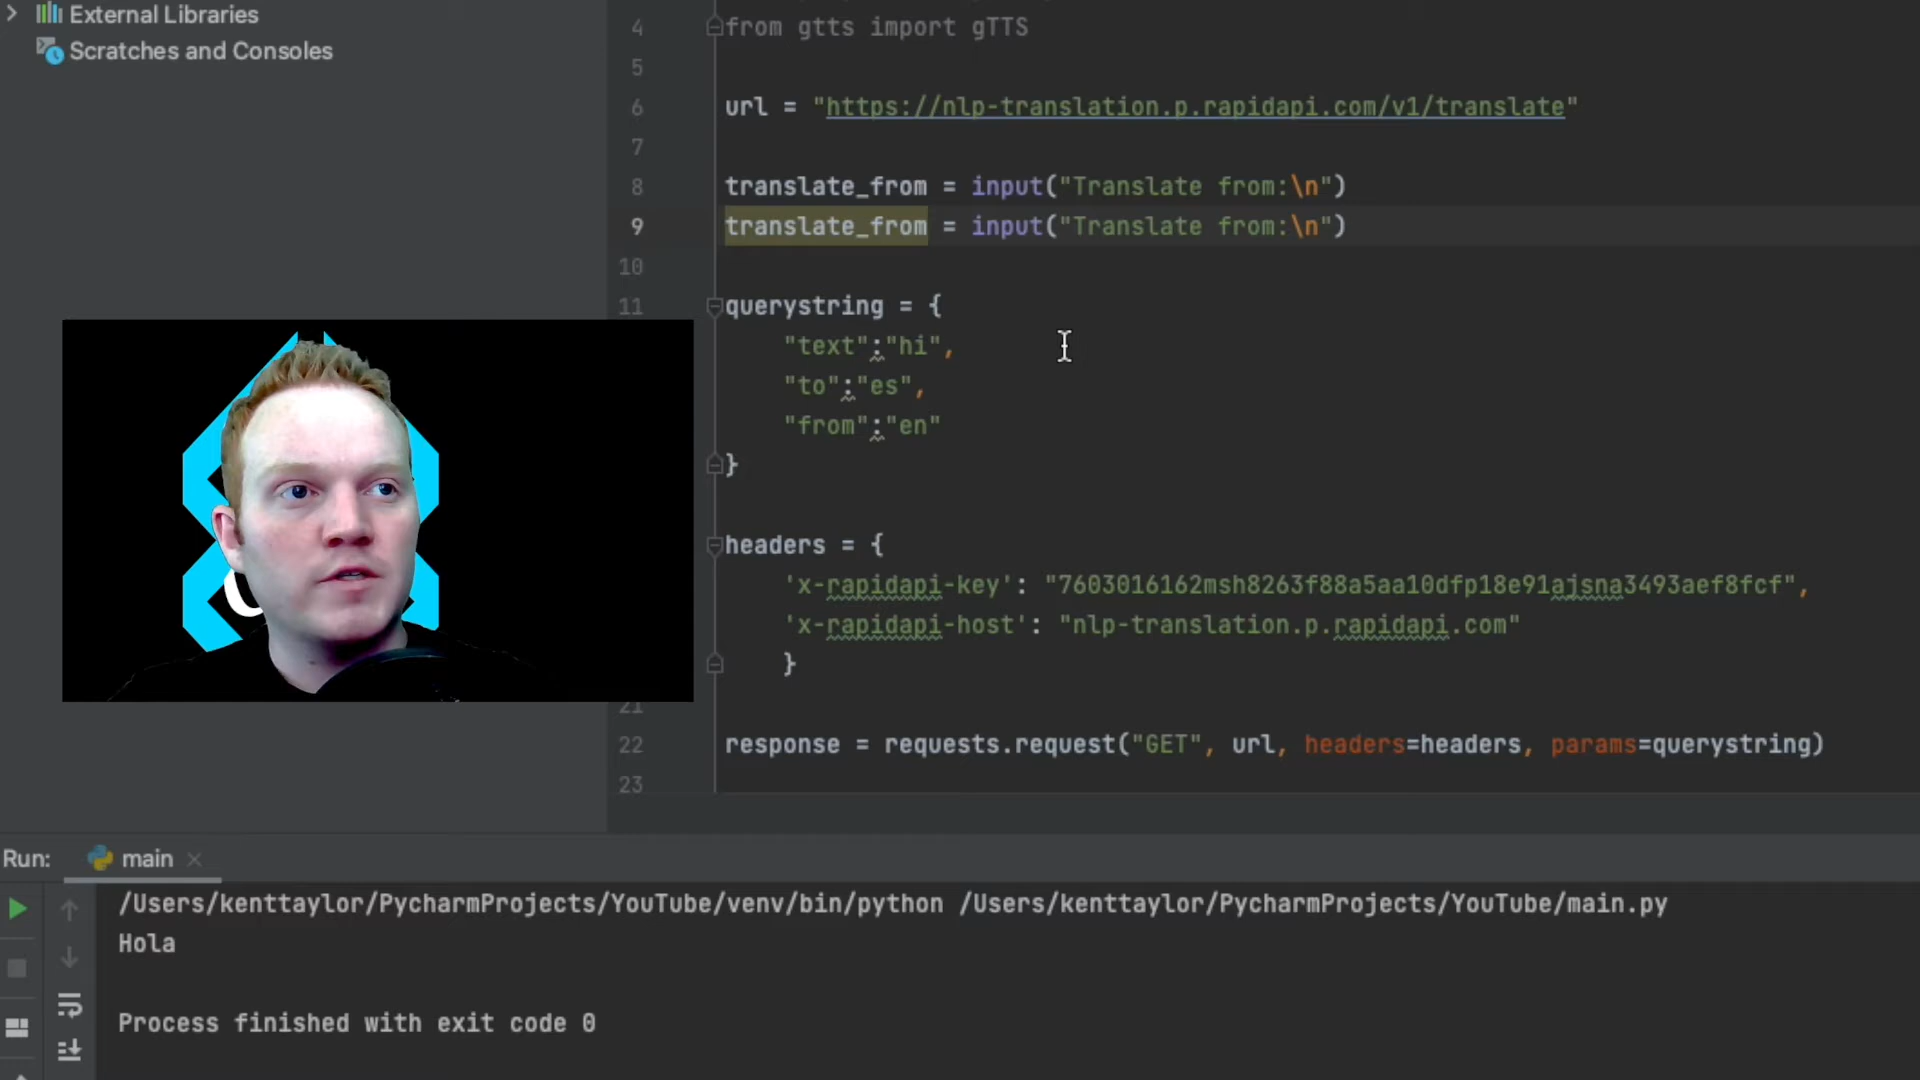 External Libraries
Scratches and Consoles
4 from gtts import gTTS
5
6 url = "https://nlp-translation.p.rapidapi.com/v1/translate"
7
8 translate_from = input("Translate from:\n")
9 translate_from = input("Translate from:\n")
10
11 querystring = {
"text":"hi",
"to":"es",
"from":"en"
}
headers = {
'x-rapidapi-key': "7603016162msh8263f88a5aa10dfp18e91ajsna3493aef8fcf",
'x-rapidapi-host': "nlp-translation.p.rapidapi.com"
}
21
22 response = requests.request("GET", url, headers=headers, params=querystring)
23
Run: main
/Users/kenttaylor/PycharmProjects/YouTube/venv/bin/python /Users/kenttaylor/PycharmProjects/YouTube/main.py
Hola
Process finished with exit code 0